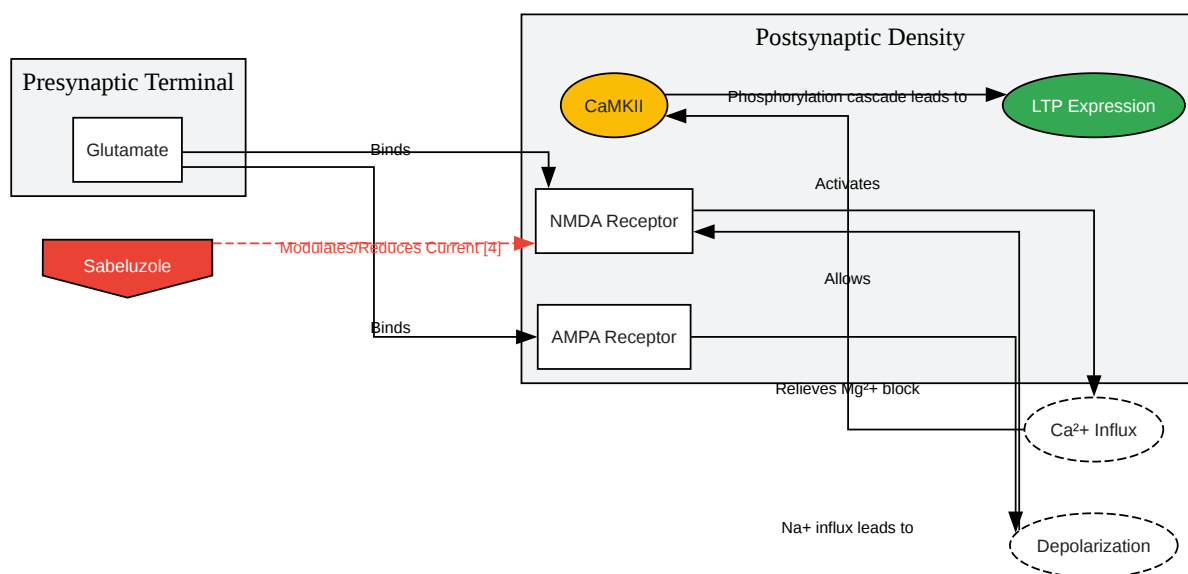 Postsynaptic Density
Presynaptic Terminal
CaMKII
Phosphorylation cascade leads to
LTP Expression
Glutamate
Binds
Activates
NMDA Receptor
Modulates/Reduces Current [4]
Sabeluzole
Allows
Binds
AMPA Receptor
Relieves Mg²+ block
Ca²+ Influx
Na+ influx leads to
Depolarization